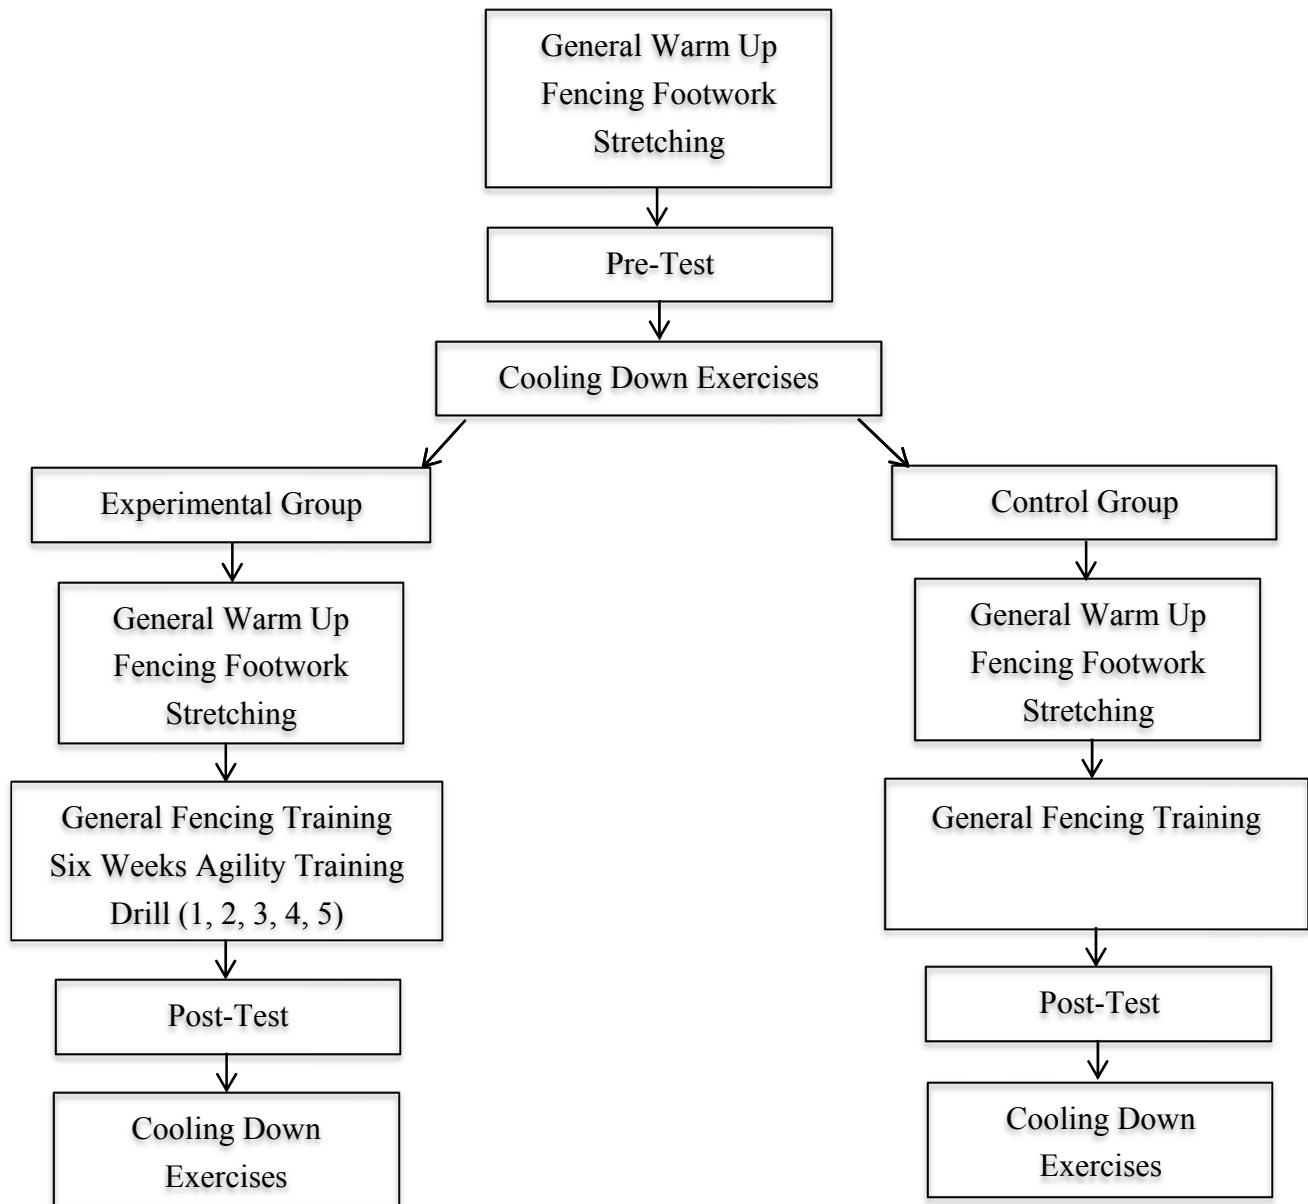 General Warm Up
Fencing Footwork
Stretching
Pre-Test
Cooling Down Exercises
Experimental Group
General Warm Up
Fencing Footwork
Stretching
General Fencing Training
Six Weeks Agility Training
Drill (1, 2, 3, 4, 5)
Post-Test
Cooling Down
Exercises
Control Group
General Warm Up
Fencing Footwork
Stretching
General Fencing Training
Post-Test
Cooling Down
Exercises